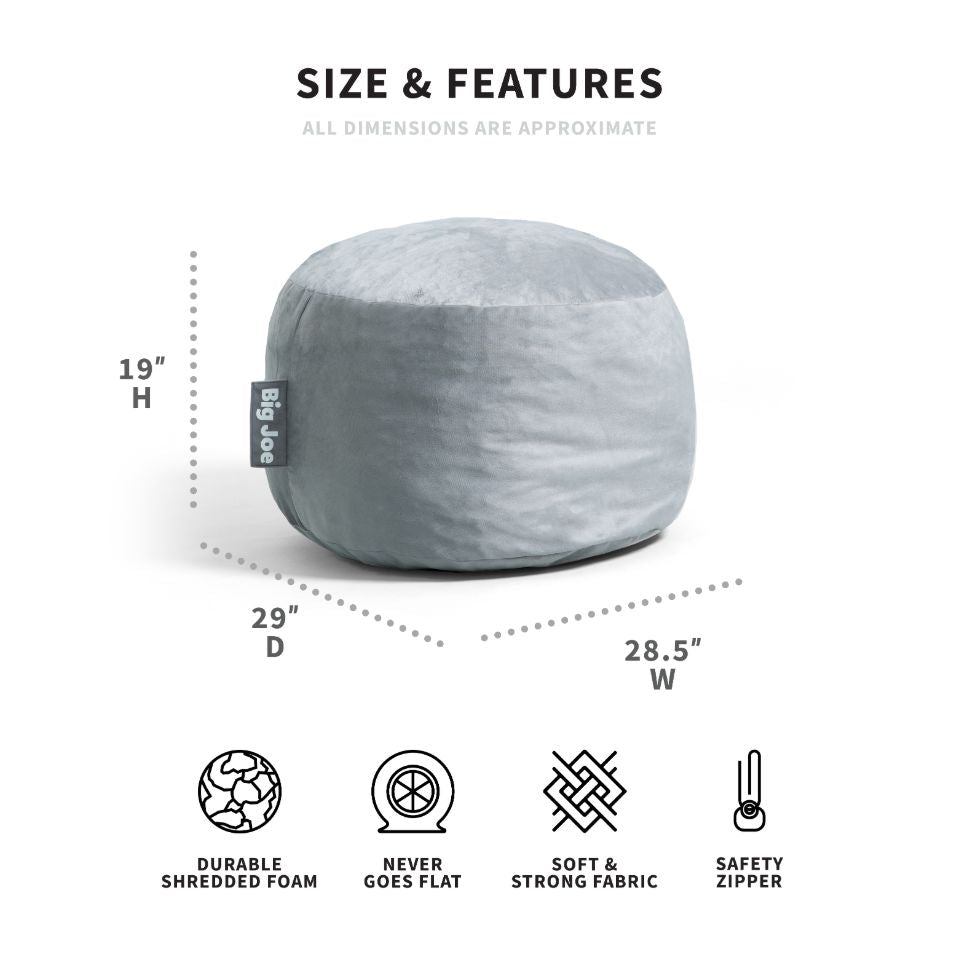 SIZE & FEATURES
ALL DIMENSIONS ARE APPROXIMATE
19"
H
Big Joe
29"
D
28.5"
W
DURABLE
SHREDDED FOAM
NEVER
GOES FLAT
SOFT &
STRONG FABRIC
SAFETY
ZIPPER